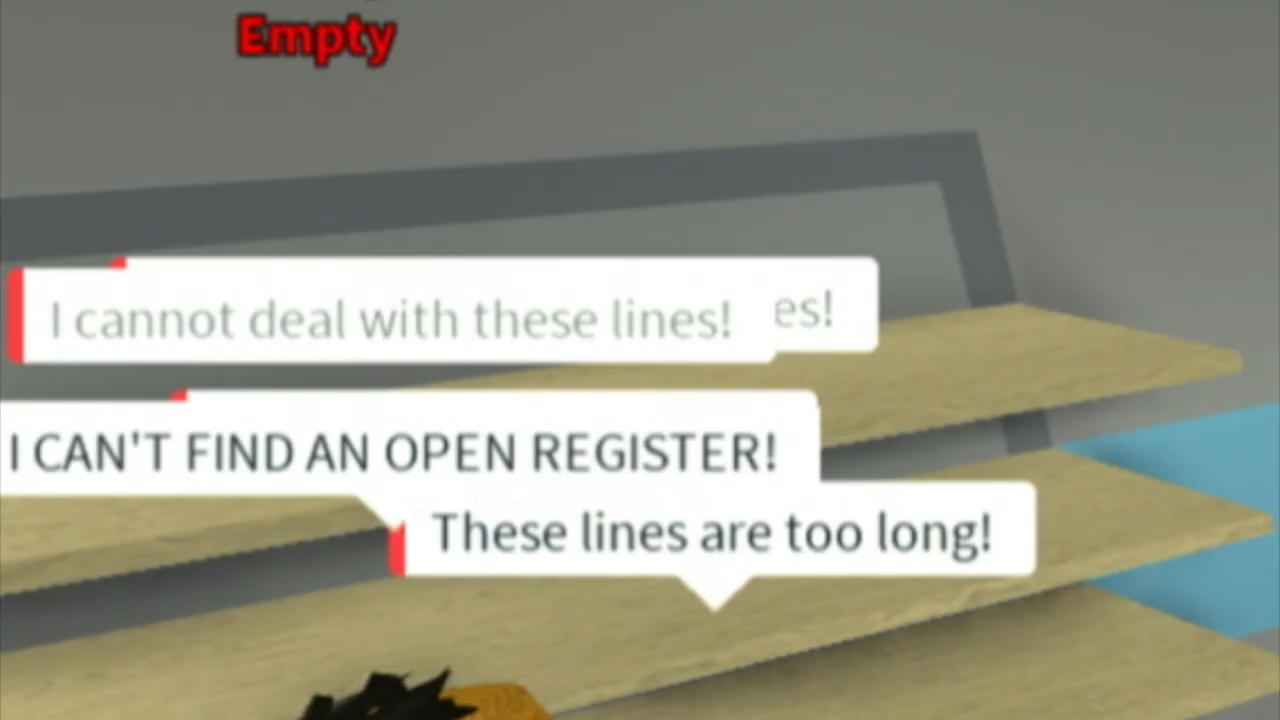 Empty
es!
I cannot deal with these lines!
I CAN'T FIND AN OPEN REGISTER!
These lines are too long!